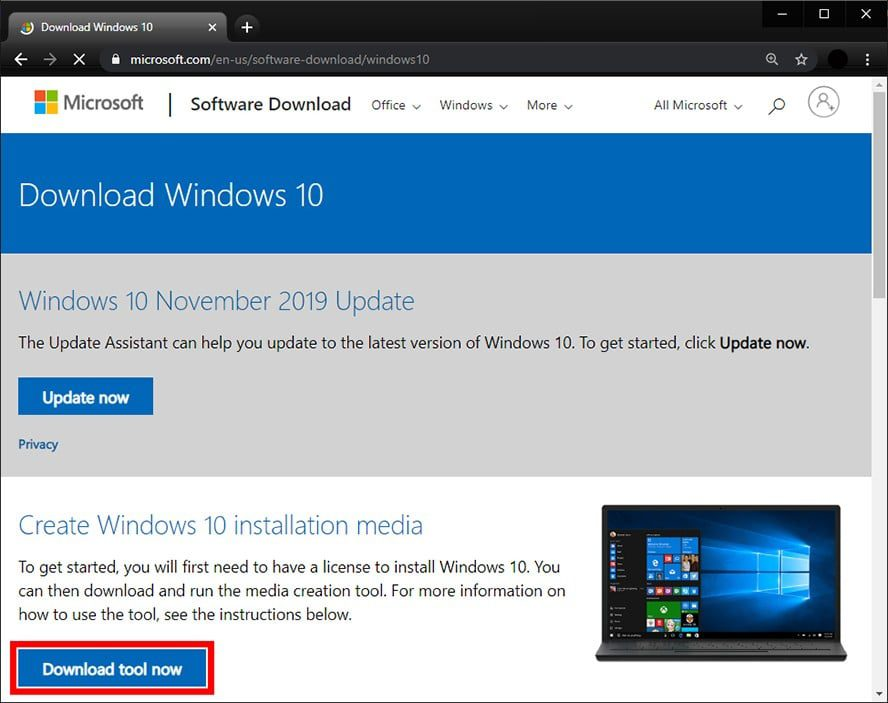 Download Windows 10
microsoft.com/en-us/software-download/windows10
Microsoft | Software Download Office Windows More All Microsoft
Download Windows 10
Windows 10 November 2019 Update
The Update Assistant can help you update to the latest version of Windows 10. To get started, click Update now.
Update now
Privacy
Create Windows 10 installation media
To get started, you will first need to have a license to install Windows 10. You
can then download and run the media creation tool. For more information on
how to use the tool, see the instructions below.
Download tool now